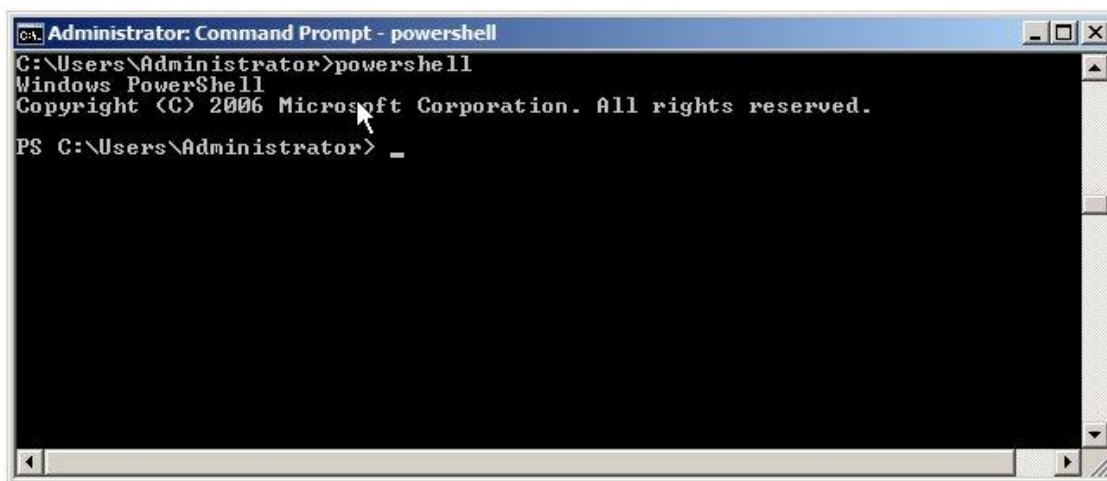 Administrator: Command Prompt - powershell
C:\Users\Administrator>powershell
Windows PowerShell
Copyright (C) 2006 Microsoft Corporation. All rights reserved.
PS C:\Users\Administrator> _